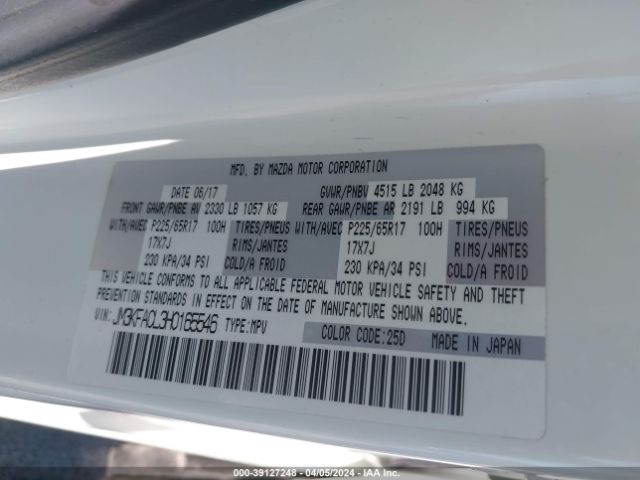 MFD. BY MAZDA MOTOR CORPORATION
DATE 06/17 GVWR/PNBV 4515 LB 2048 KG
FRONT GAWR/PNBE AV 2330 LB 1057 KG REAR GAWR/PNBE AR 2191 LB 994 KG
WITH/AVEC P225/65R17 100H TIRES/PNEUS WITH/AVEC P225/65R17 100H TIRES/PNEUS
17X7J RIMS/JANTES 17X7J RIMS/JANTES
230 KPA/34 PSI COLD/A FROID 230 KPA/34 PSI COLD/A FROID
THIS VEHICLE CONFORMS TO ALL APPLICABLE FEDERAL MOTOR VEHICLE SAFETY AND THEFT
PREVENTION STANDARDS IN EFFECT ON THE DATE OF MANUFACTURE SHOWN ABOVE.
VIN: JM3KFACL3H0165546 TYPE:MPV
COLOR CODE:25D MADE IN JAPAN
000-39127248 - 04/05/2024 - IAA Inc.